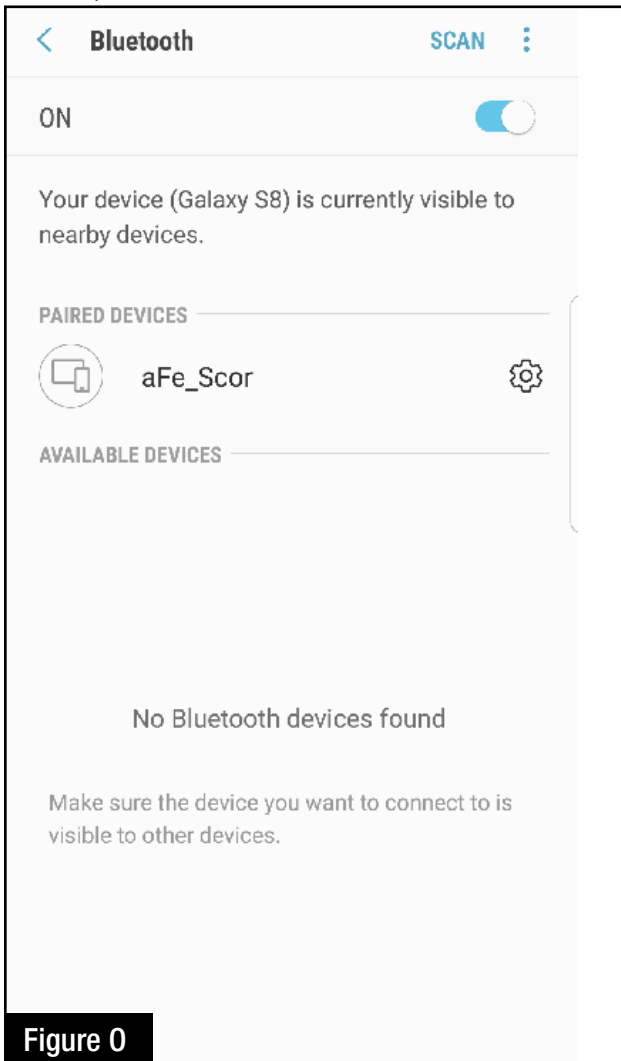 Bluetooth SCAN
ON
Your device (Galaxy S8) is currently visible to
nearby devices.
PAIRED DEVICES
aFe_Scor
AVAILABLE DEVICES
No Bluetooth devices found
Make sure the device you want to connect to is
visible to other devices.
Figure O